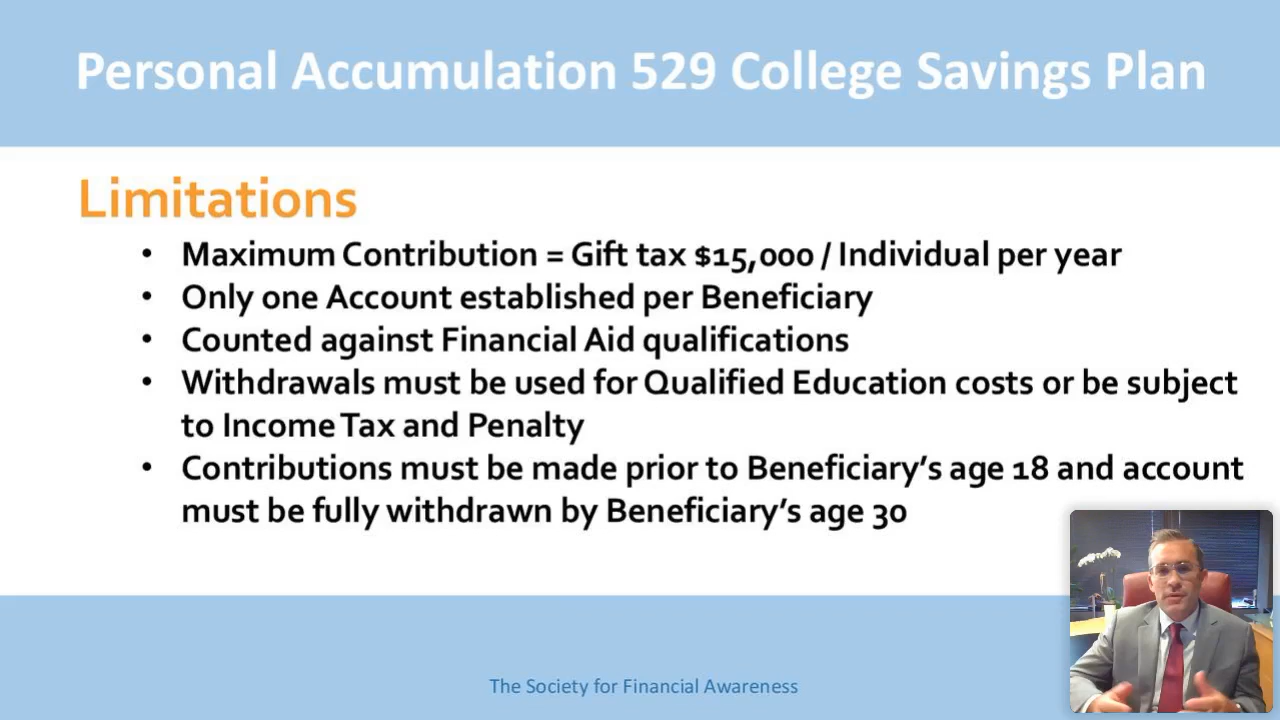 Personal Accumulation 529 College Savings Plan
Limitations
• Maximum Contribution = Gift tax $15,000 / Individual per year
• Only one Account established per Beneficiary
• Counted against Financial Aid qualifications
• Withdrawals must be used for Qualified Education costs or be subject
to Income Tax and Penalty
• Contributions must be made prior to Beneficiary's age 18 and account
must be fully withdrawn by Beneficiary's age 30
The Society for Financial Awareness